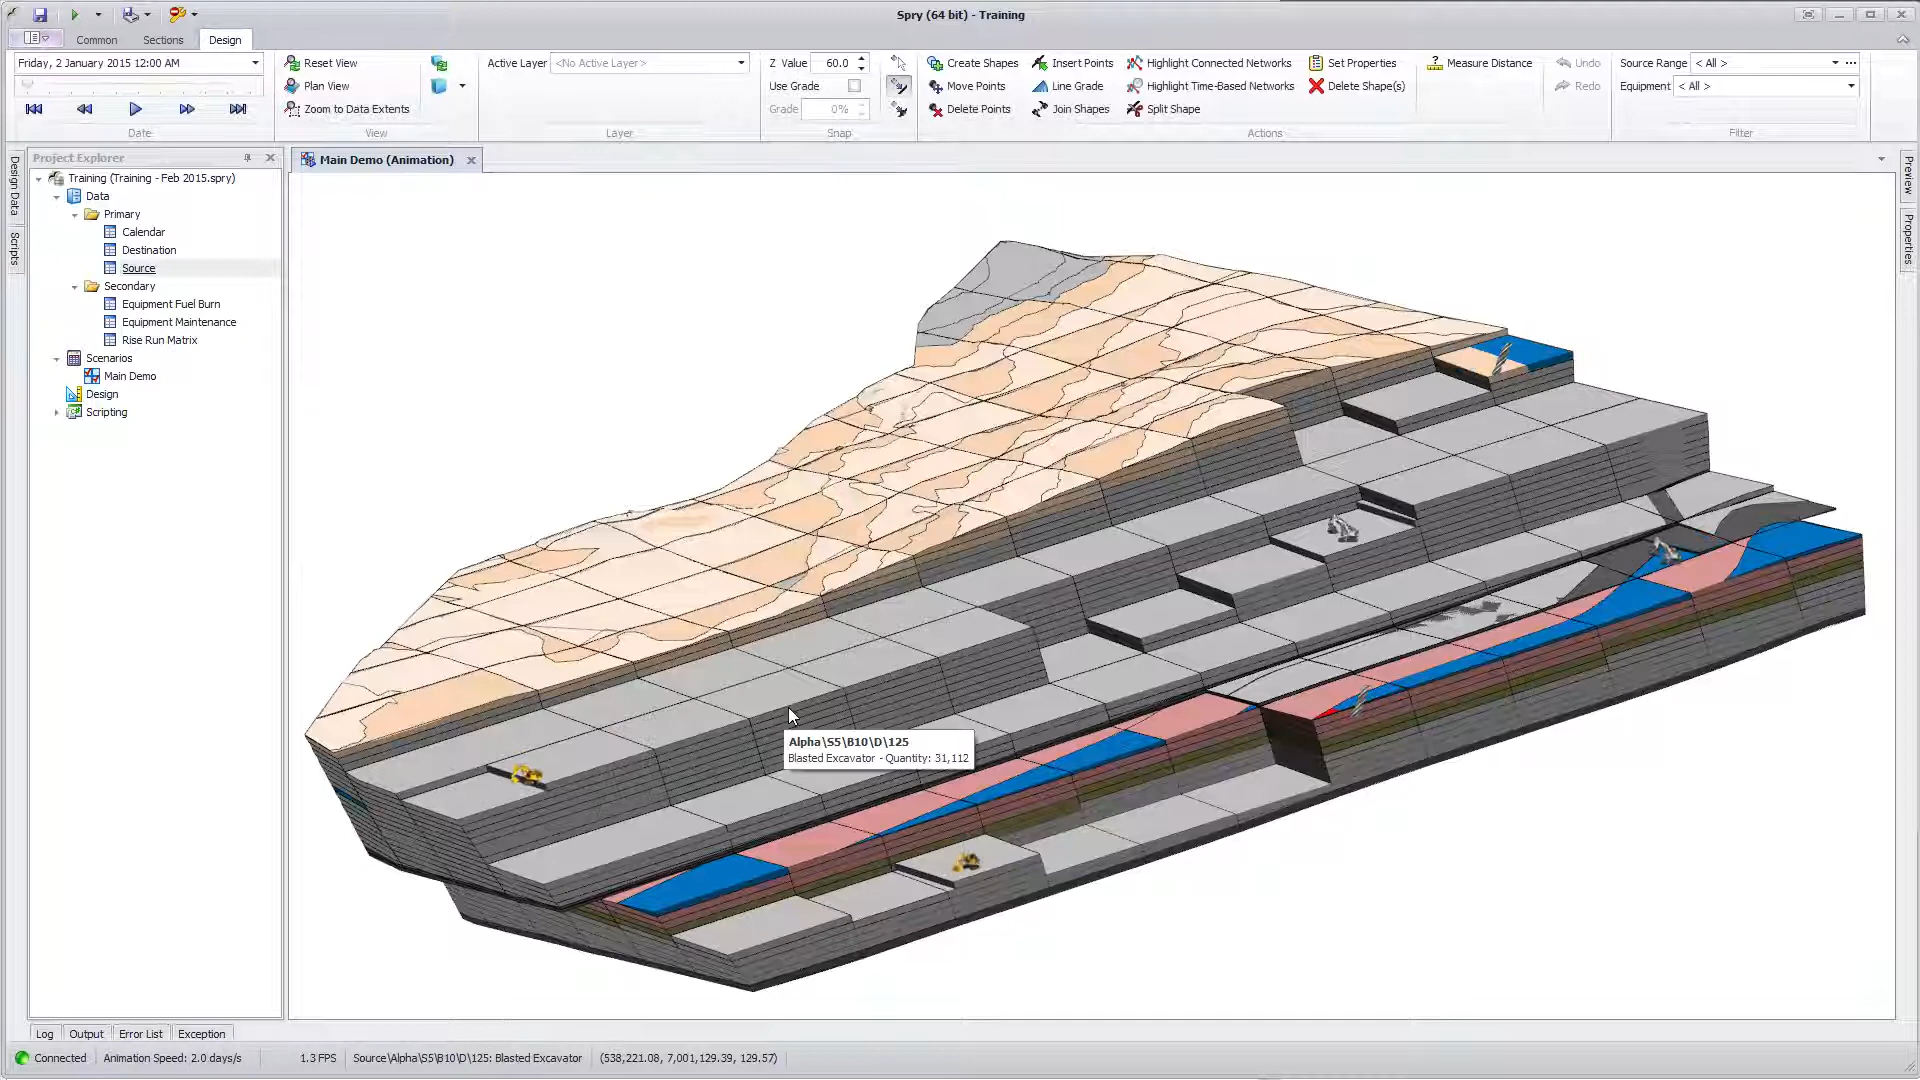 Spry (64 bit) - Training
Common Sections Design
Friday, 2 January 2015 12:00 AM
Date
Reset View
Plan View
Zoom to Data Extents
View
Active Layer <No Active Layer>
Layer
Z Value 60.0
Use Grade
Grade 0%
Snap
Create Shapes Insert Points Highlight Connected Networks Set Properties Measure Distance
Move Points Line Grade Highlight Time-Based Networks Delete Shape(s)
Delete Points Join Shapes Split Shape
Actions
Undo
Redo
Source Range < All >
Equipment < All >
Filter
Design Data
Scripts
Project Explorer
Training (Training - Feb 2015.spry)
Data
Primary
Calendar
Destination
Source
Secondary
Equipment Fuel Burn
Equipment Maintenance
Rise Run Matrix
Scenarios
Main Demo
Design
Scripting
Main Demo (Animation)
Alpha\S5\B10\D\125
Blasted Excavator - Quantity: 31,112
Preview
Properties
Log Output Error List Exception
Connected Animation Speed: 2.0 days/s 1.3 FPS Source\Alpha\S5\B10\D\125: Blasted Excavator (538,221.08, 7,001,129.39, 129.57)